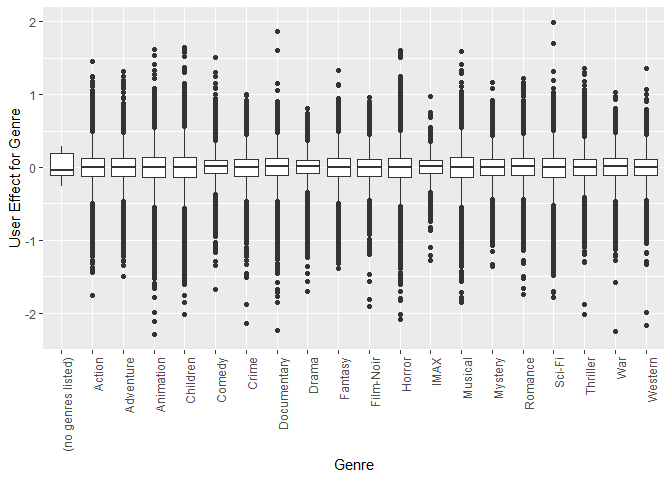 User Effect for Genre
2
1
0
-1
-2
(no genres listed)
Action
Adventure
Animation
Children
Comedy
Crime
Documentary
Drama
Fantasy
Film-Noir
Horror
IMAX
Musical
Mystery
Romance
Sci-Fi
Thriller
War
Western
Genre